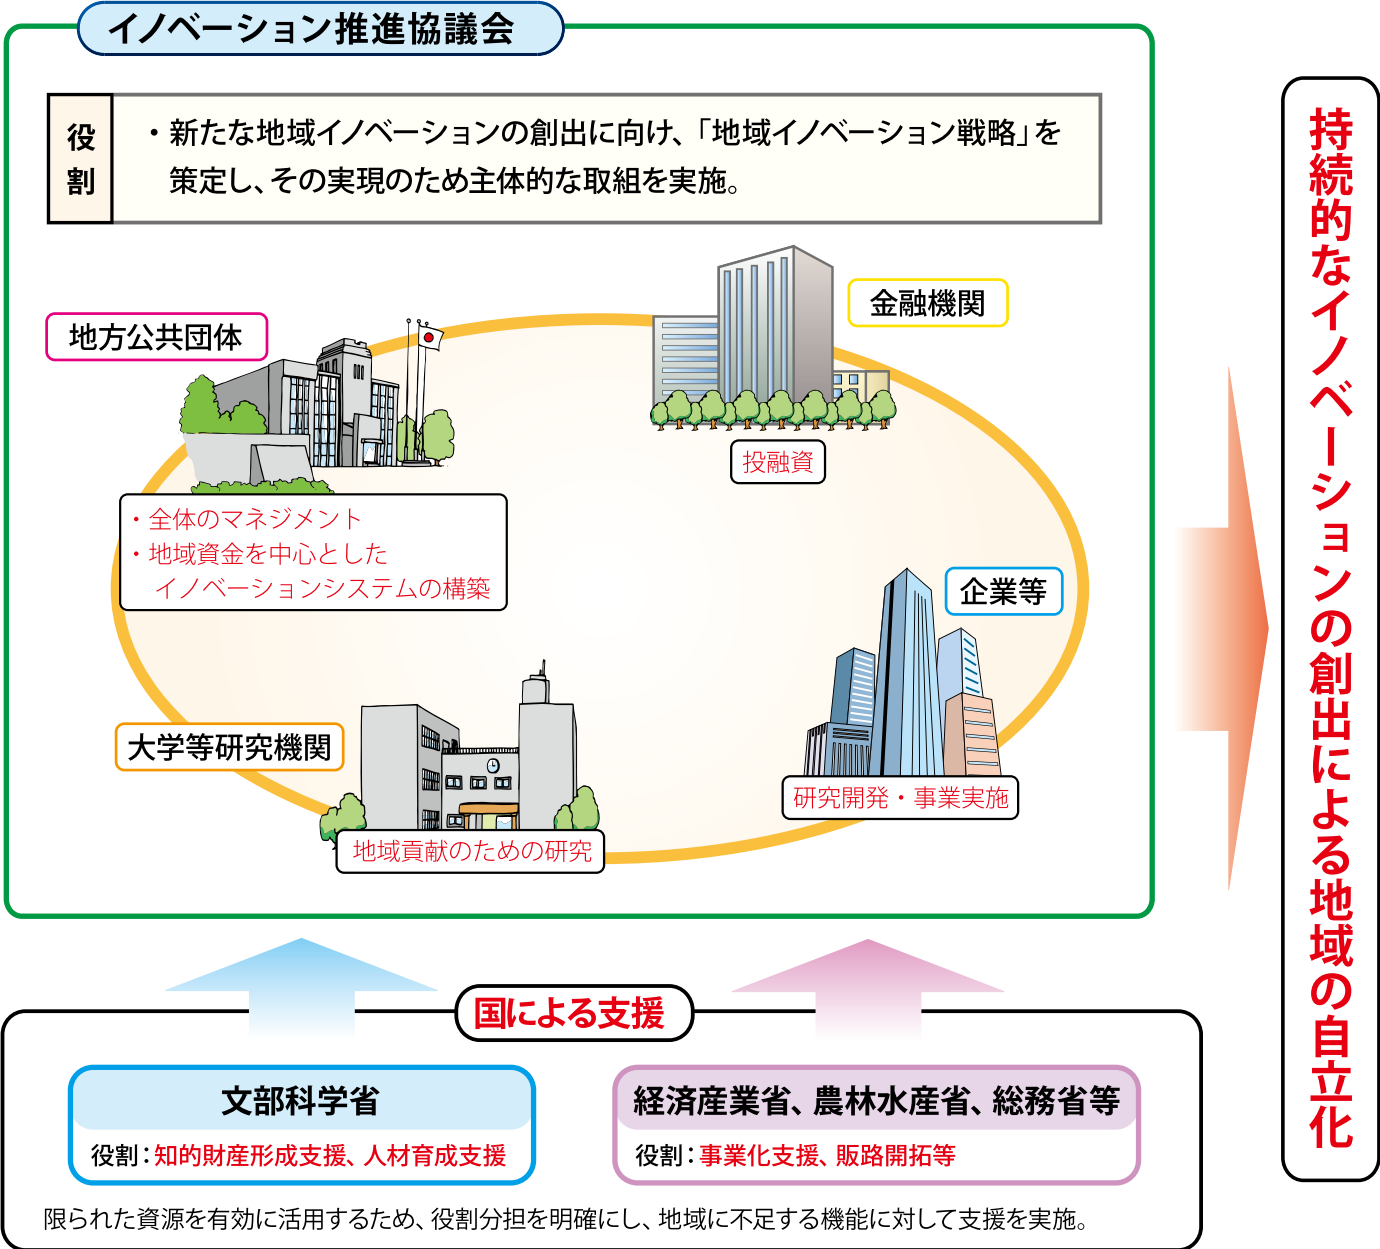 イノベーション推進協議会
役割
・新たな地域イノベーションの創出に向け、「地域イノベーション戦略」を
策定し、その実現のため主体的な取組を実施。
地方公共団体
金融機関
投融資
・全体のマネジメント
・地域資金を中心とした
イノベーションシステムの構築
企業等
大学等研究機関
研究開発・事業実施
地域貢献のための研究
持続的なイノベーションの創出による地域の自立化
国による支援
文部科学省
役割：知的財産形成支援、人材育成支援
経済産業省、農林水産省、総務省等
役割：事業化支援、販路開拓等
限られた資源を有効に活用するため、役割分担を明確にし、地域に不足する機能に対して支援を実施。